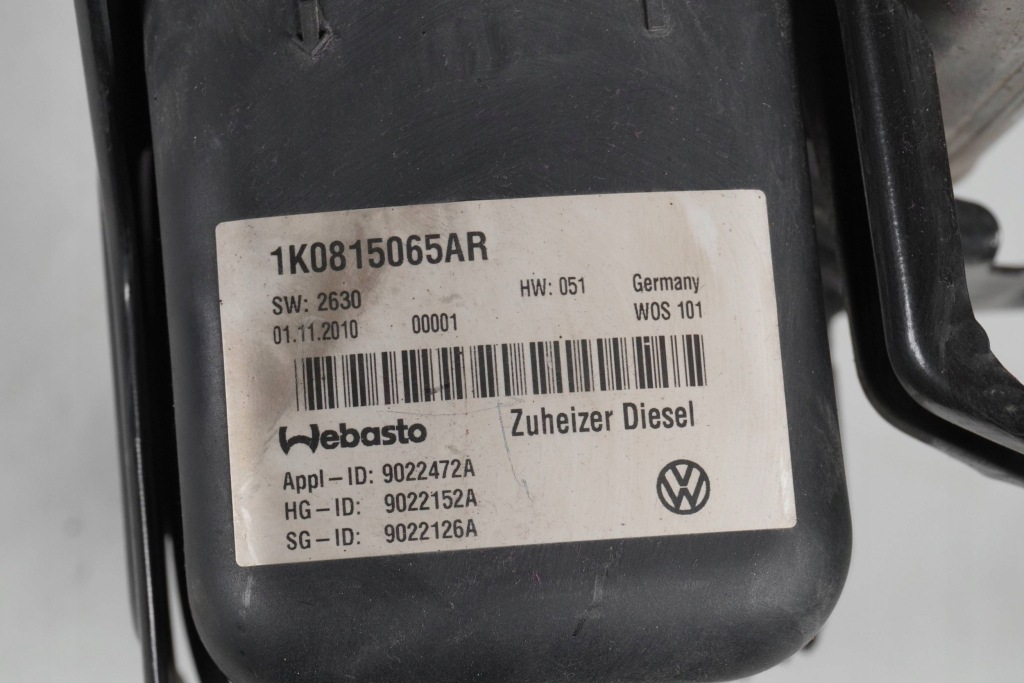 1K0815065AR
SW: 2630 HW: 051 Germany
01.11.2010 00001 WOS 101
Webasto Zuheizer Diesel
Appl-ID: 9022472A
HG-ID: 9022152A
SG-ID: 9022126A
VW